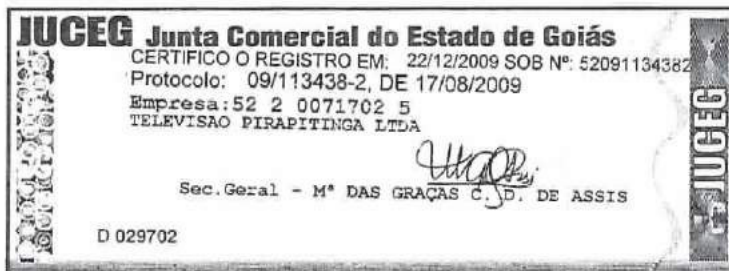 JUCEG Junta Comercial do Estado de Goiás
CERTIFICO O REGISTRO EM: 22/12/2009 SOB Nº: 52091134382
Protocolo: 09/113438-2, DE 17/08/2009
Empresa:52 2 0071702 5
TELEVISAO PIRAPITINGA LTDA
Sec.Geral - Mª DAS GRAÇAS C. D. DE ASSIS
D 029702
JUCEG